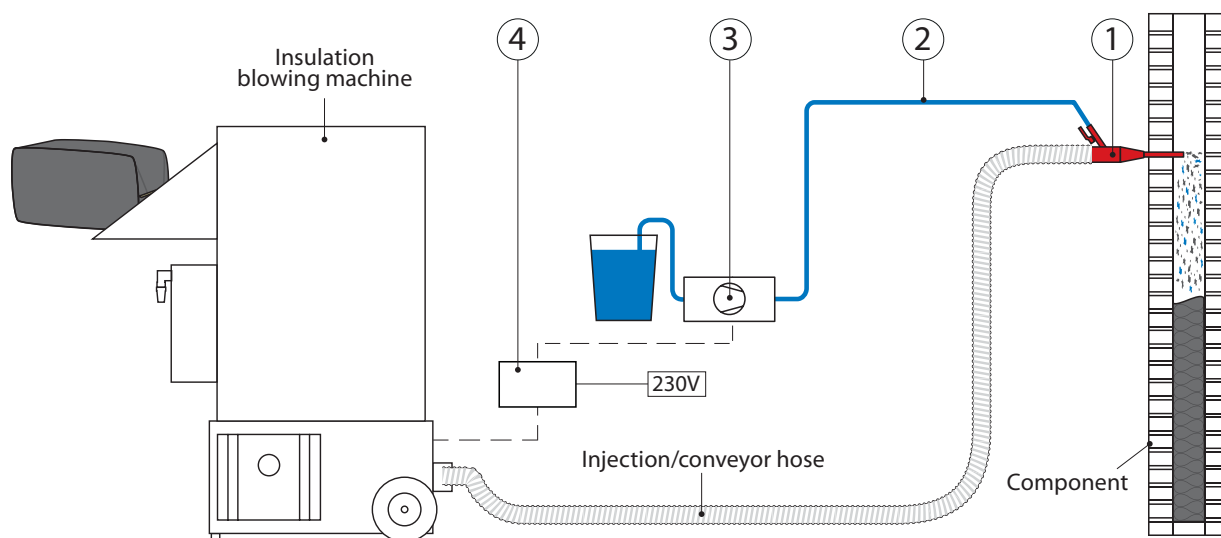 4
3
2
1
Insulation
blowing machine
230V
Injection/conveyor hose
Component